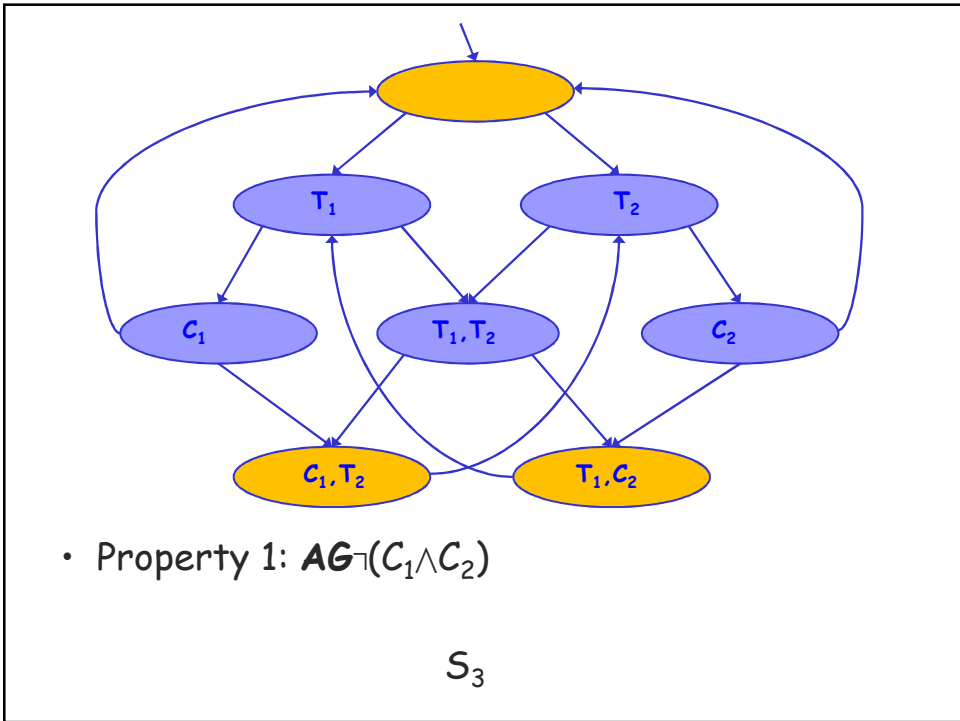 T₁
T₂
C₁
T₁,T₂
C₂
C₁,T₂
T₁,C₂
• Property 1: AG¬(C₁∧C₂)
S₃